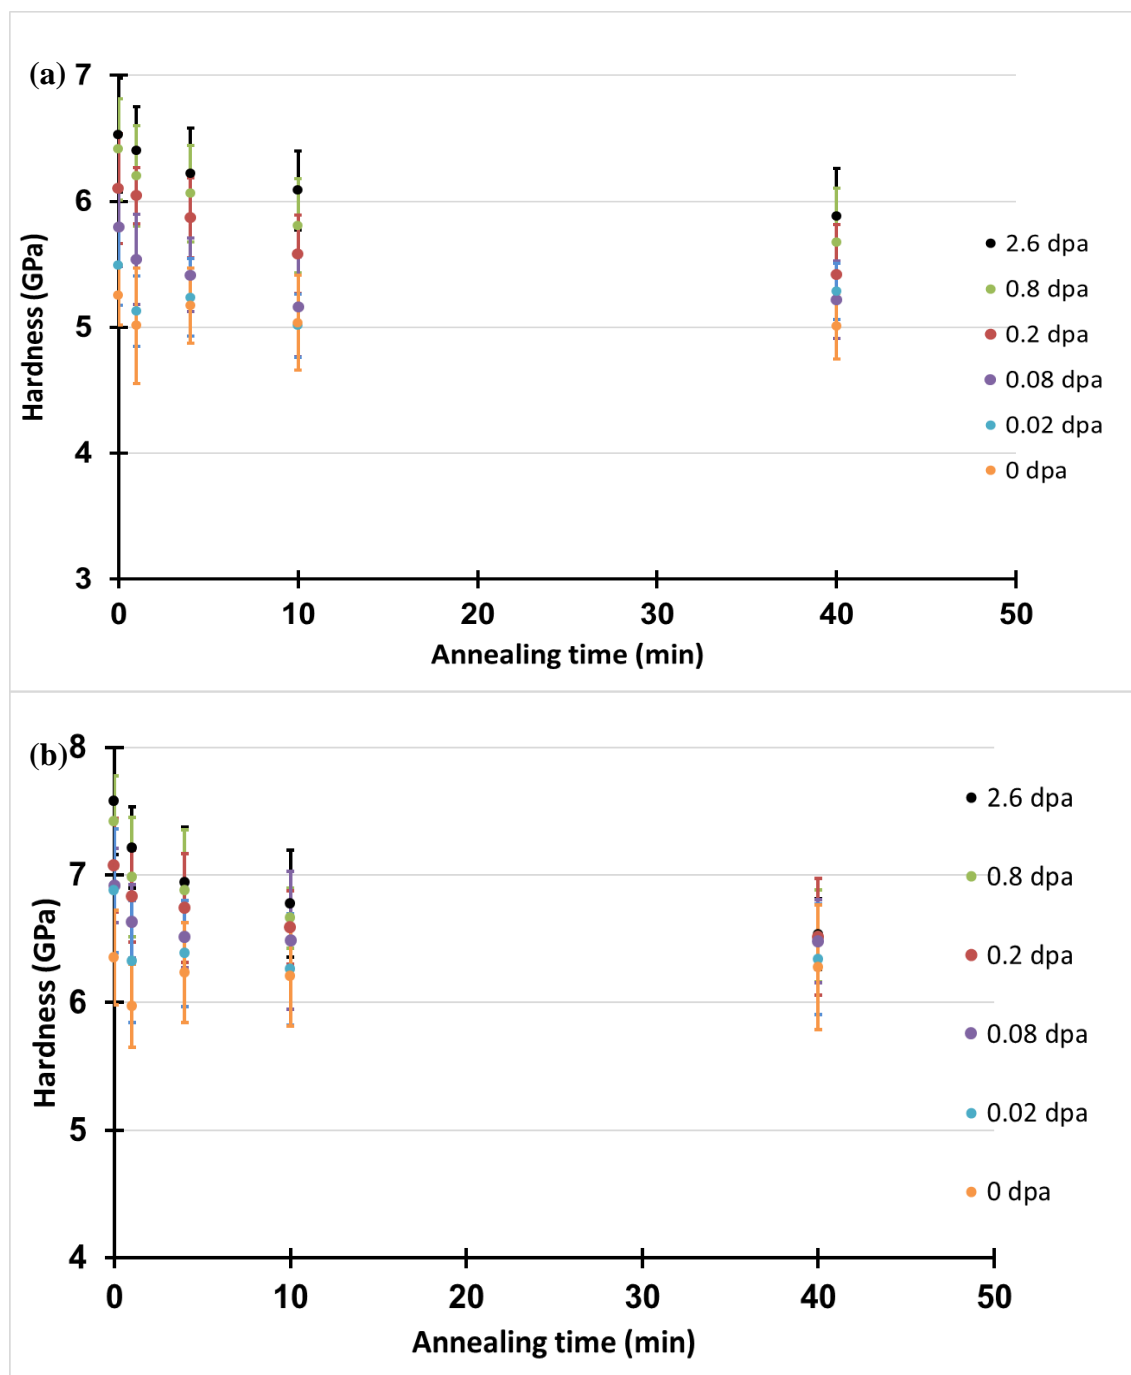 (a)
7
6
5
4
3
Hardness (GPa)
0 10 20 30 40 50
Annealing time (min)
2.6 dpa
0.8 dpa
0.2 dpa
0.08 dpa
0.02 dpa
0 dpa
(b)
8
7
6
5
4
Hardness (GPa)
0 10 20 30 40 50
Annealing time (min)
2.6 dpa
0.8 dpa
0.2 dpa
0.08 dpa
0.02 dpa
0 dpa